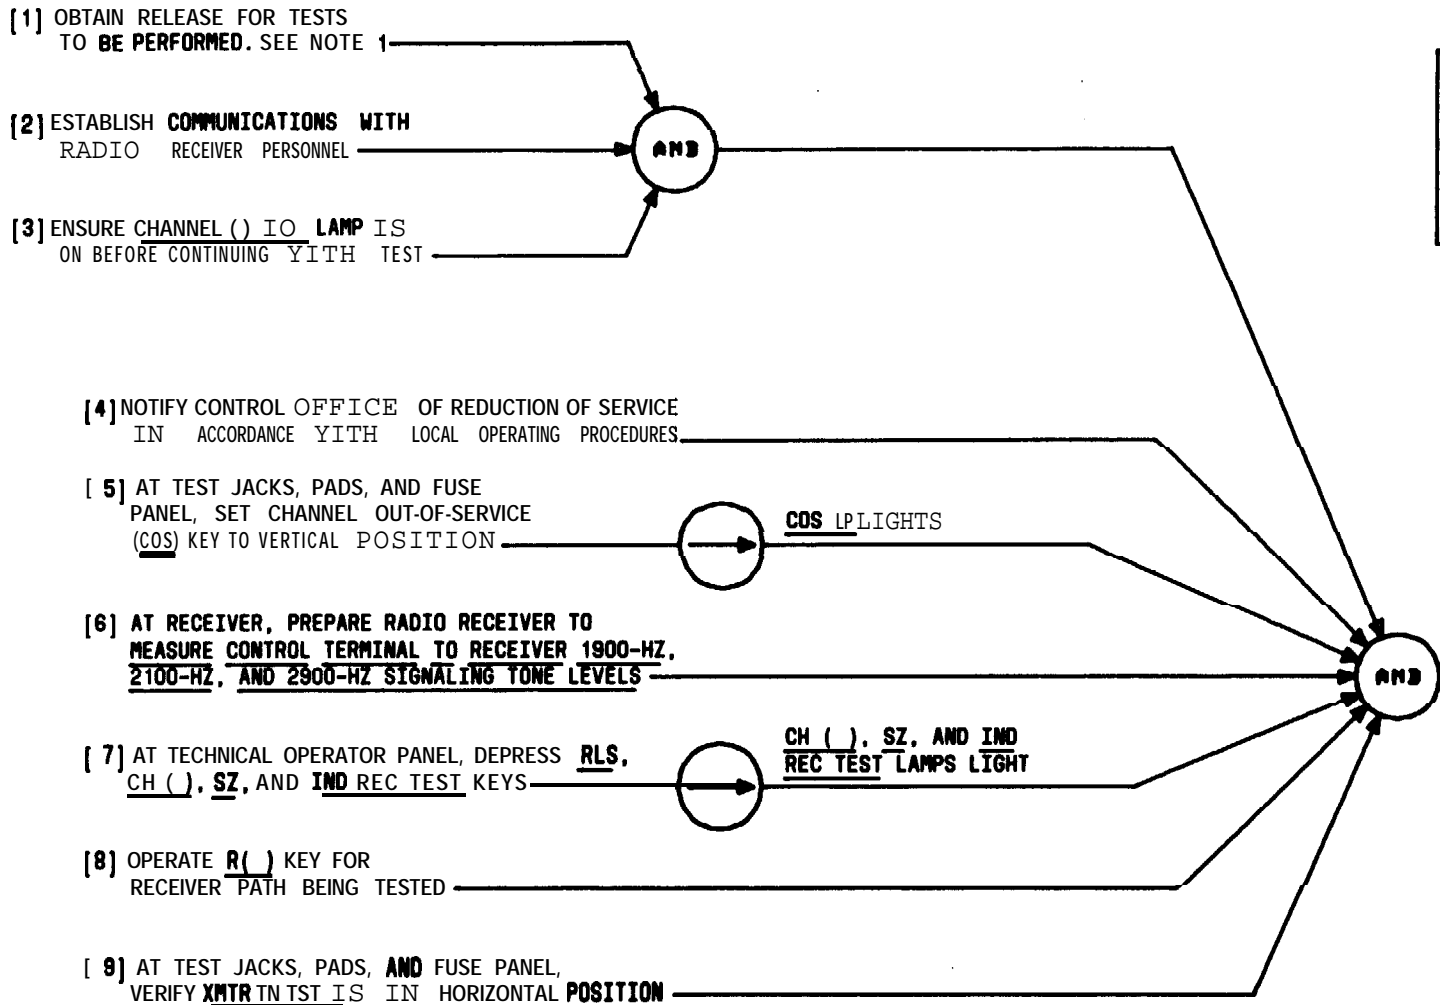 [1] OBTAIN RELEASE FOR TESTS
TO BE PERFORMED. SEE NOTE 1
[2] ESTABLISH COMMUNICATIONS WITH
RADIO RECEIVER PERSONNEL
AND
[3] ENSURE CHANNEL () IO LAMP IS
ON BEFORE CONTINUING YITH TEST
[4] NOTIFY CONTROL OFFICE OF REDUCTION OF SERVICE
IN ACCORDANCE YITH LOCAL OPERATING PROCEDURES
[ 5] AT TEST JACKS, PADS, AND FUSE
PANEL, SET CHANNEL OUT-OF-SERVICE
(COS) KEY TO VERTICAL POSITION
COS LP LIGHTS
[6] AT RECEIVER, PREPARE RADIO RECEIVER TO
MEASURE CONTROL TERMINAL TO RECEIVER 1900-HZ,
2100-HZ, AND 2900-HZ SIGNALING TONE LEVELS
AND
[ 7] AT TECHNICAL OPERATOR PANEL, DEPRESS RLS,
CH ( ), SZ, AND IND REC TEST KEYS
CH ( ), SZ, AND IND
REC TEST LAMPS LIGHT
[8] OPERATE R( ) KEY FOR
RECEIVER PATH BEING TESTED
[ 9] AT TEST JACKS, PADS, AND FUSE PANEL,
VERIFY XMTR TN TST IS IN HORIZONTAL POSITION